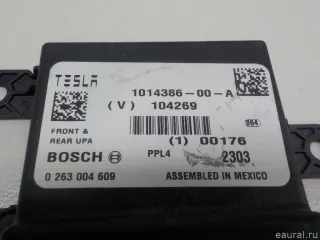 TESLA
1014386-00-A
(V) 104269
FRONT &
REAR UPA
(1) 00176
BOSCH
PPL4
2303
0 263 004 609
ASSEMBLED IN MEXICO
eaural.ru